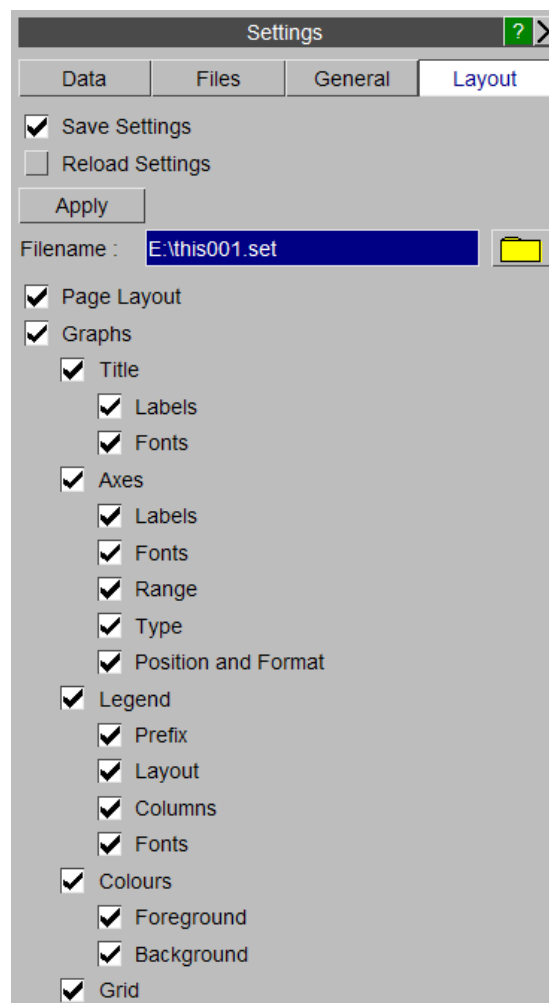 Settings ?
Data Files General Layout
Save Settings
Reload Settings
Apply
Filename : E:\this001.set
Page Layout
Graphs
Title
Labels
Fonts
Axes
Labels
Fonts
Range
Type
Position and Format
Legend
Prefix
Layout
Columns
Fonts
Colours
Foreground
Background
Grid